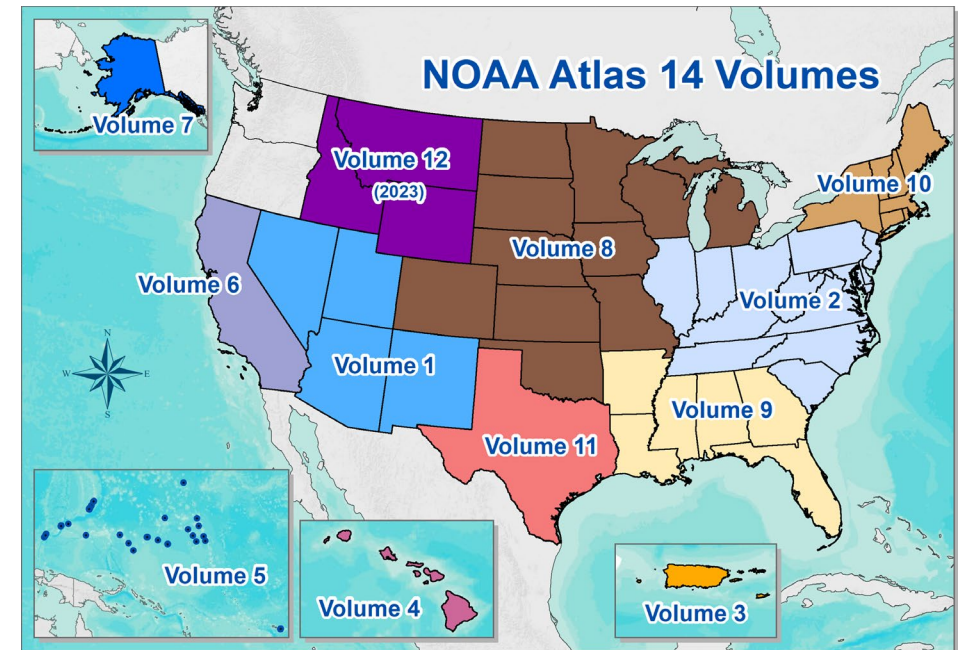 NOAA Atlas 14 Volumes
Volume 7
Volume 12
(2023)
Volume 10
Volume 8
Volume 6
Volume 2
N
W
E
S
Volume 1
Volume 9
Volume 11
Volume 5
Volume 4
Volume 3